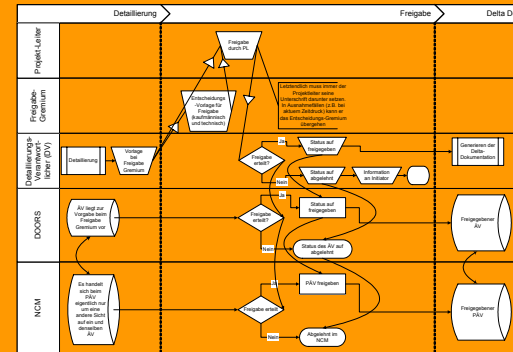 Detaillierung
Freigabe
Delta D
Projekt-Leiter
Freigabe
durch PL
Freigabe-
Gremium
Entscheidungs
-Vorlage für
Freigabe
(kaufmännisch
und technisch)
Letztendlich muss immer der
Projektleiter seine
Unterschrift darunter setzen.
In Ausnahmefällen (z.B. bei
akutem Zeitdruck) kann er
das Entscheidungs-Gremium
übergehen
Detaillierungs-
Verantwort-
licher (DV)
Detaillierung
Vorlage
bei
Freigabe
Gremium
Freigabe
erteilt?
Ja
Status auf
freigegeben
Nein
Status auf
abgelehnt
Information
an Initiator
Generieren der
Delta-
Dokumentation
DOORS
ÄV liegt zur
Vorgabe beim
Freigabe
Gremium vor
Freigabe
erteilt?
Ja
Status auf
freigegeben
Nein
Status des ÄV auf
abgelehnt
Freigegebener
ÄV
NCM
Es handelt
sich beim
PÄV
eigentlich nur
um eine
andere Sicht
auf ein und
denselben
ÄV
Freigabe erteilt
Ja
PÄV freigeben
Nein
Abgelehnt im
NCM
Freigegebener
PÄV